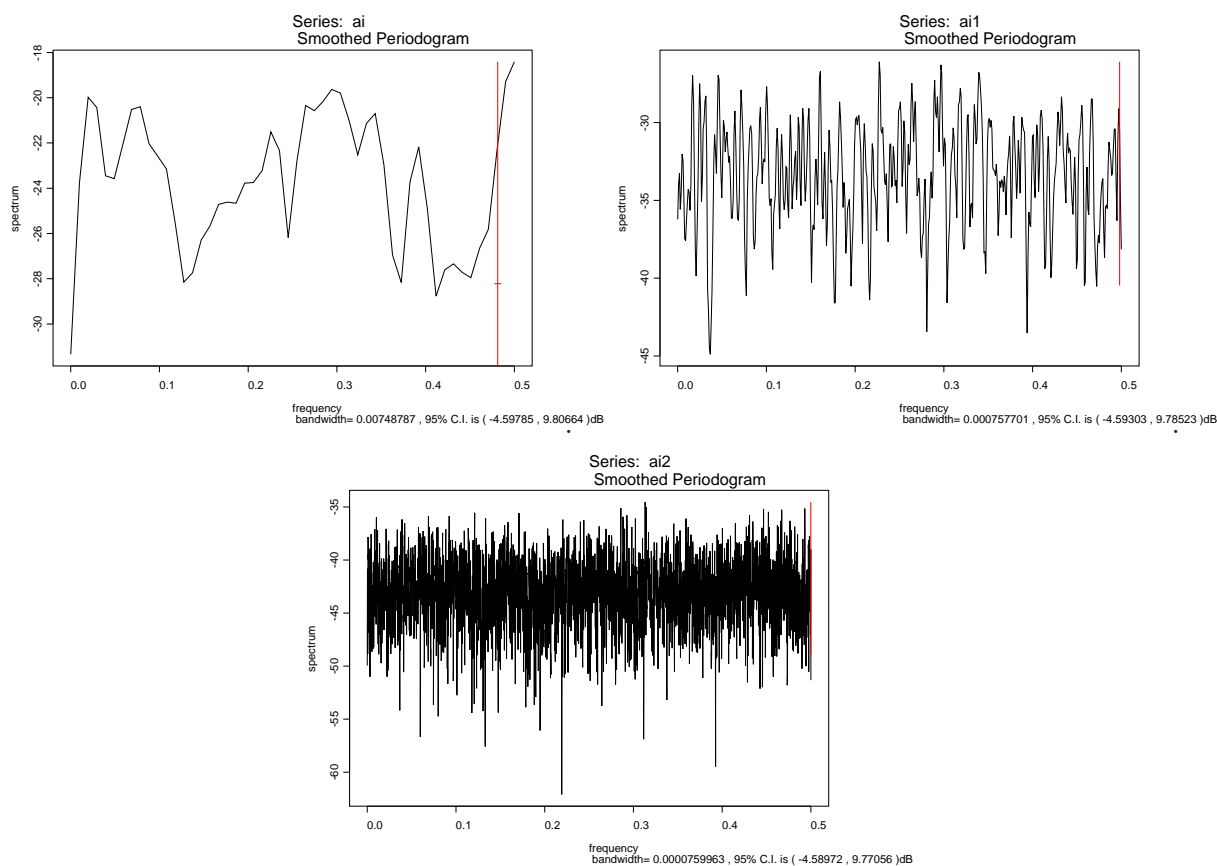 Series: ai
Smoothed Periodogram
spectrum
-18
-20
-22
-24
-26
-28
-30
0.0 0.1 0.2 0.3 0.4 0.5
frequency
bandwidth= 0.00748787 , 95% C.I. is ( -4.59785 , 9.80664 )dB
Series: ai1
Smoothed Periodogram
spectrum
-30
-35
-40
-45
0.0 0.1 0.2 0.3 0.4 0.5
frequency
bandwidth= 0.000757701 , 95% C.I. is ( -4.59303 , 9.78523 )dB
Series: ai2
Smoothed Periodogram
spectrum
-35
-40
-45
-50
-55
-60
0.0 0.1 0.2 0.3 0.4 0.5
frequency
bandwidth= 0.0000759963 , 95% C.I. is ( -4.58972 , 9.77056 )dB